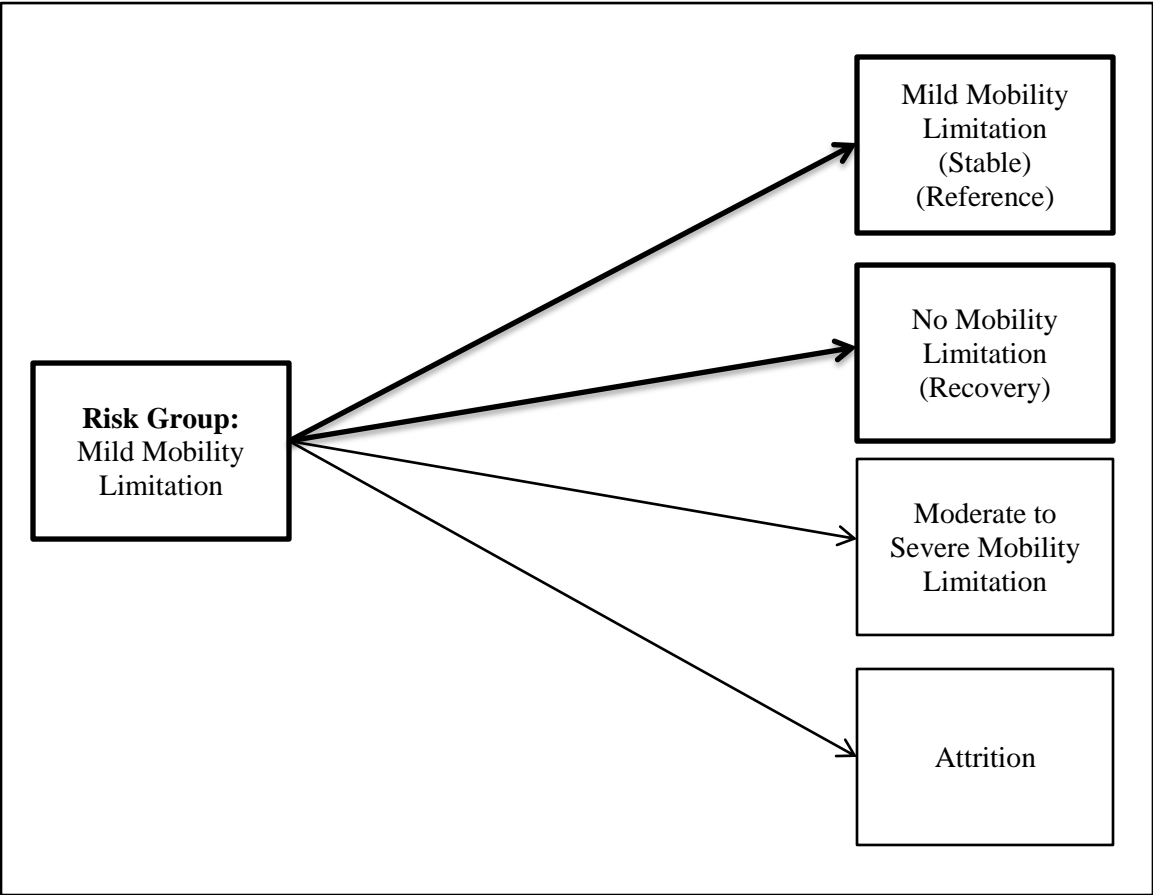 Mild Mobility
Limitation
(Stable)
(Reference)
No Mobility
Limitation
(Recovery)
Risk Group:
Mild Mobility
Limitation
Moderate to
Severe Mobility
Limitation
Attrition